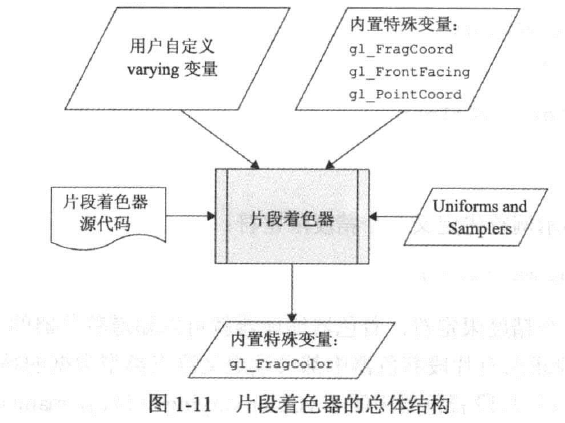 用户自定义
varying 变量
内置特殊变量:
gl_FragCoord
gl_FrontFacing
gl_PointCoord
片段着色器
源代码
片段着色器
Uniforms and
Samplers
内置特殊变量:
gl_FragColor
图 1-11 片段着色器的总体结构